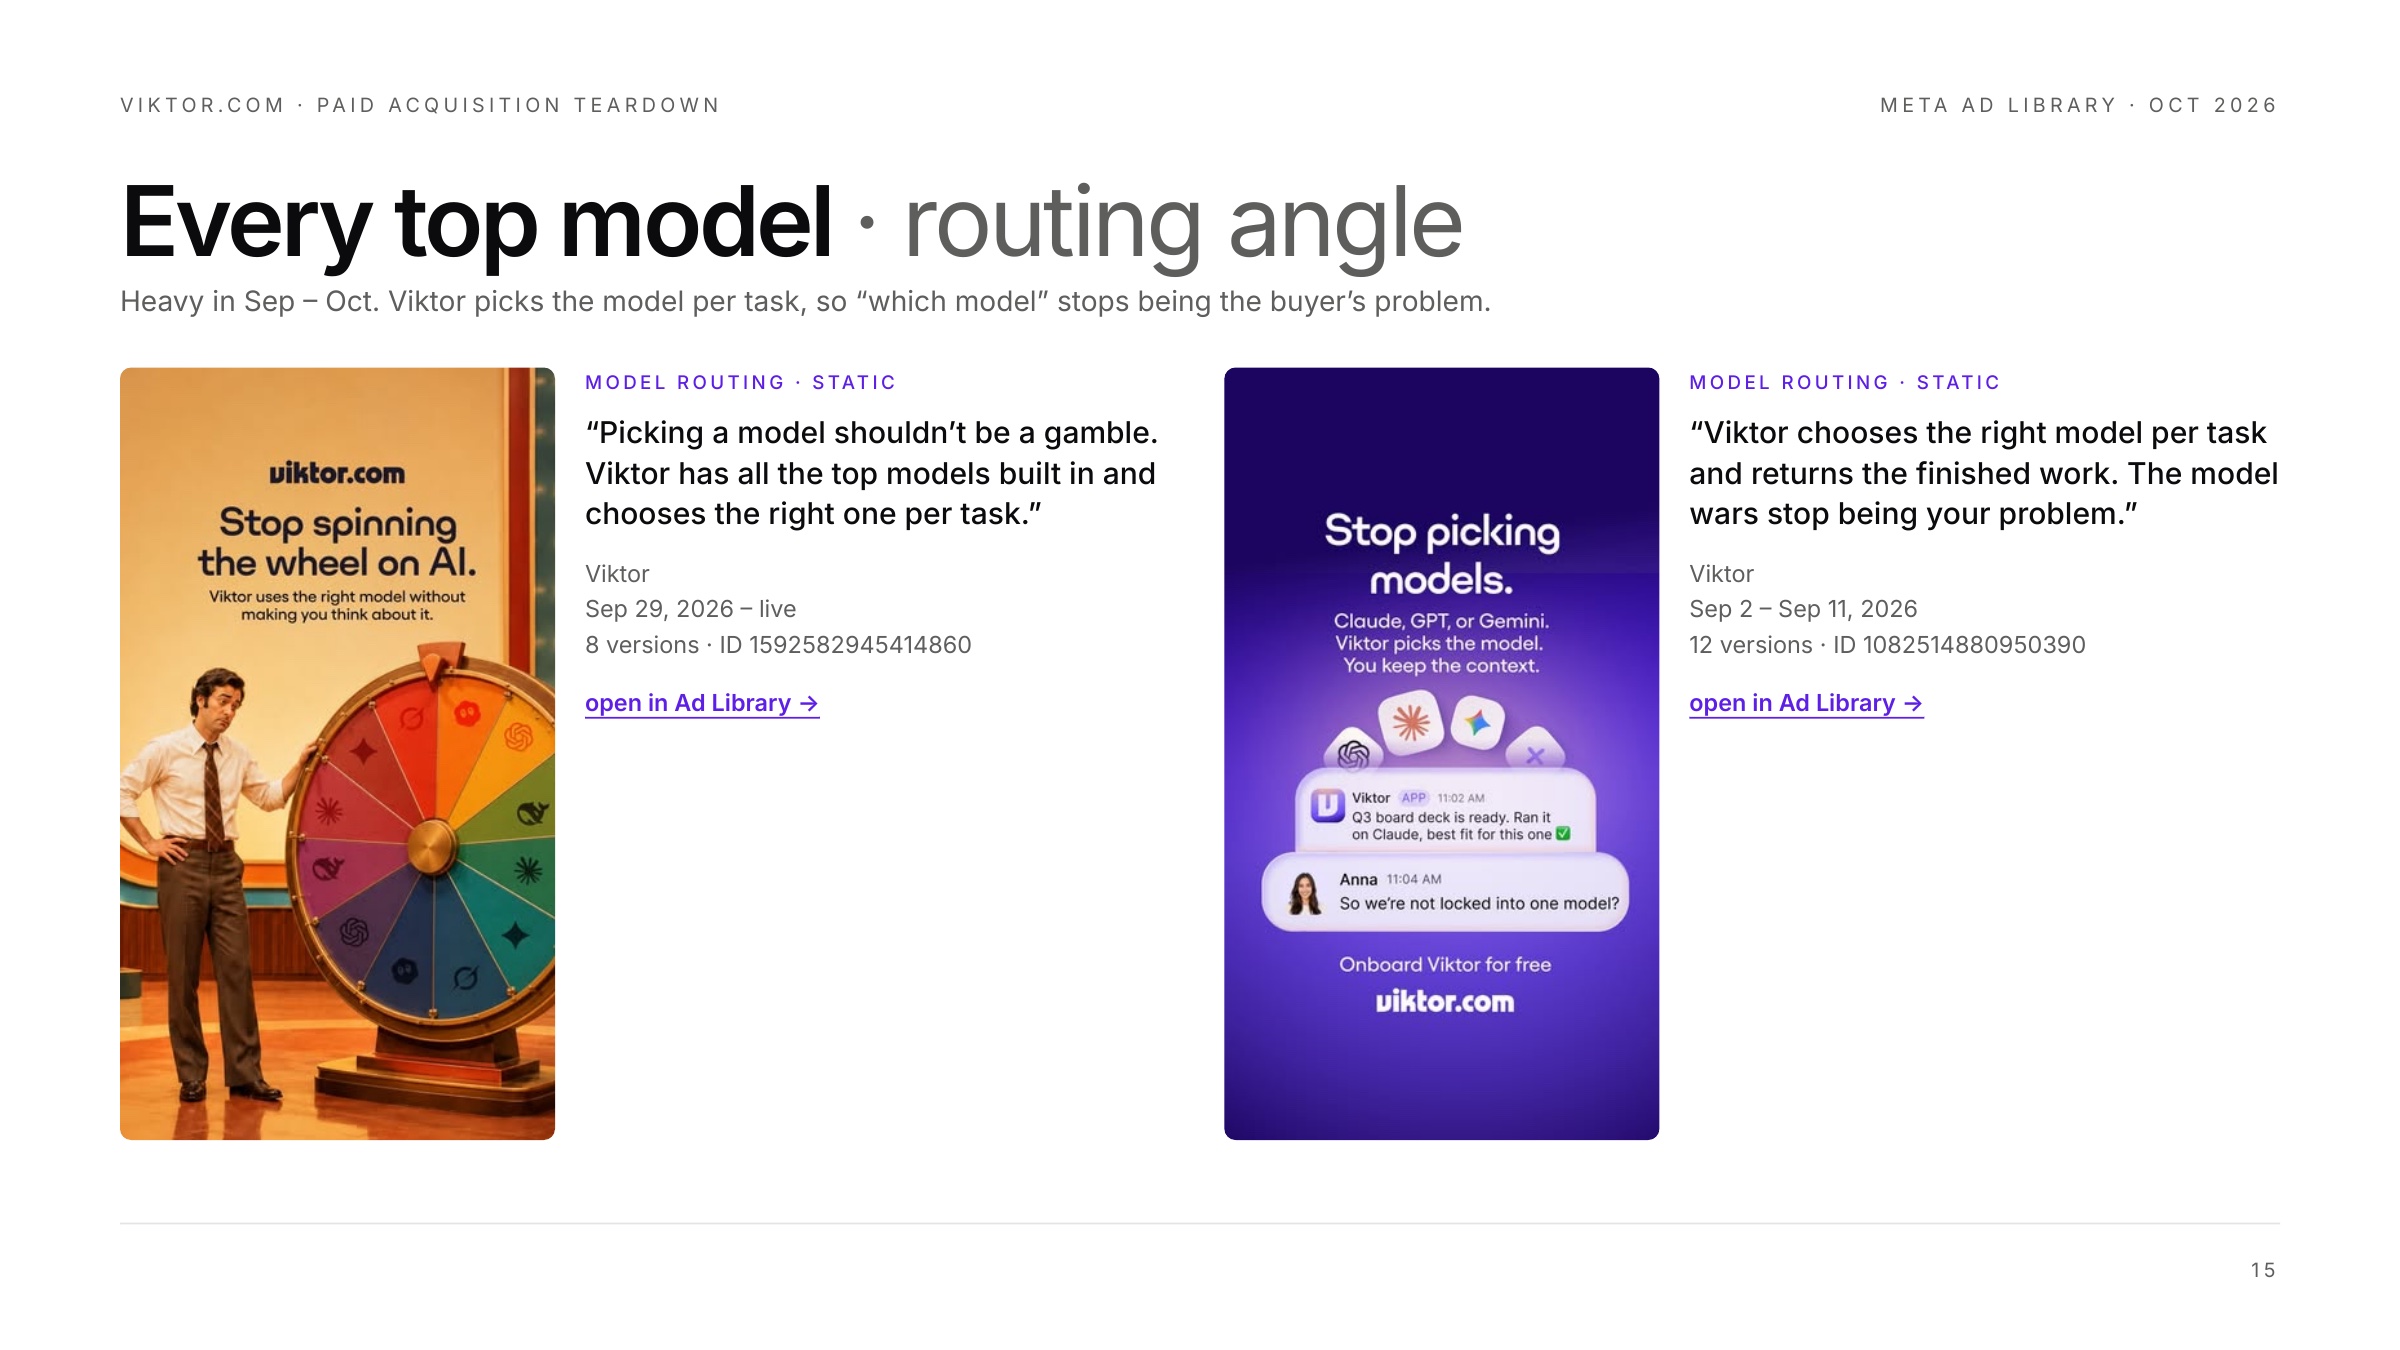 VIKTOR.COM · PAID ACQUISITION TEARDOWN
META AD LIBRARY · OCT 2026
Every top model · routing angle
Heavy in Sep – Oct. Viktor picks the model per task, so “which model” stops being the buyer’s problem.
viktor.com
Stop spinning
the wheel on AI.
Viktor uses the right model without
making you think about it.
MODEL ROUTING · STATIC
“Picking a model shouldn’t be a gamble.
Viktor has all the top models built in and
chooses the right one per task.”
Viktor
Sep 29, 2026 – live
8 versions · ID 1592582945414860
open in Ad Library →
Stop picking
models.
Claude, GPT, or Gemini.
Viktor picks the model.
You keep the context.
Viktor APP 11:02 AM
Q3 board deck is ready. Ran it
on Claude, best fit for this one ✅
Anna 11:04 AM
So we’re not locked into one model?
Onboard Viktor for free
viktor.com
MODEL ROUTING · STATIC
“Viktor chooses the right model per task
and returns the finished work. The model
wars stop being your problem.”
Viktor
Sep 2 – Sep 11, 2026
12 versions · ID 1082514880950390
open in Ad Library →
15